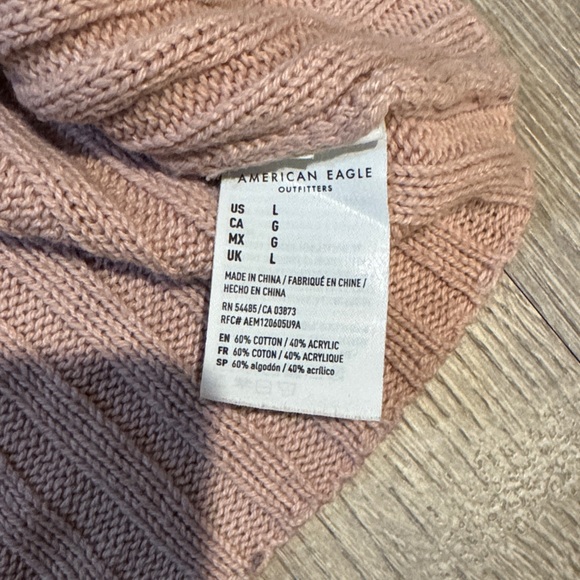 AMERICAN EAGLE
OUTFITTERS
US L
CA G
MX G
UK L
MADE IN CHINA / FABRIQUÉ EN CHINE /
HECHO EN CHINA
RN 54485/CA 03873
RFC# AEM120605U9A
EN 60% COTTON / 40% ACRYLIC
FR 60% COTON / 40% ACRYLIQUE
SP 60% algodón / 40% acrílico